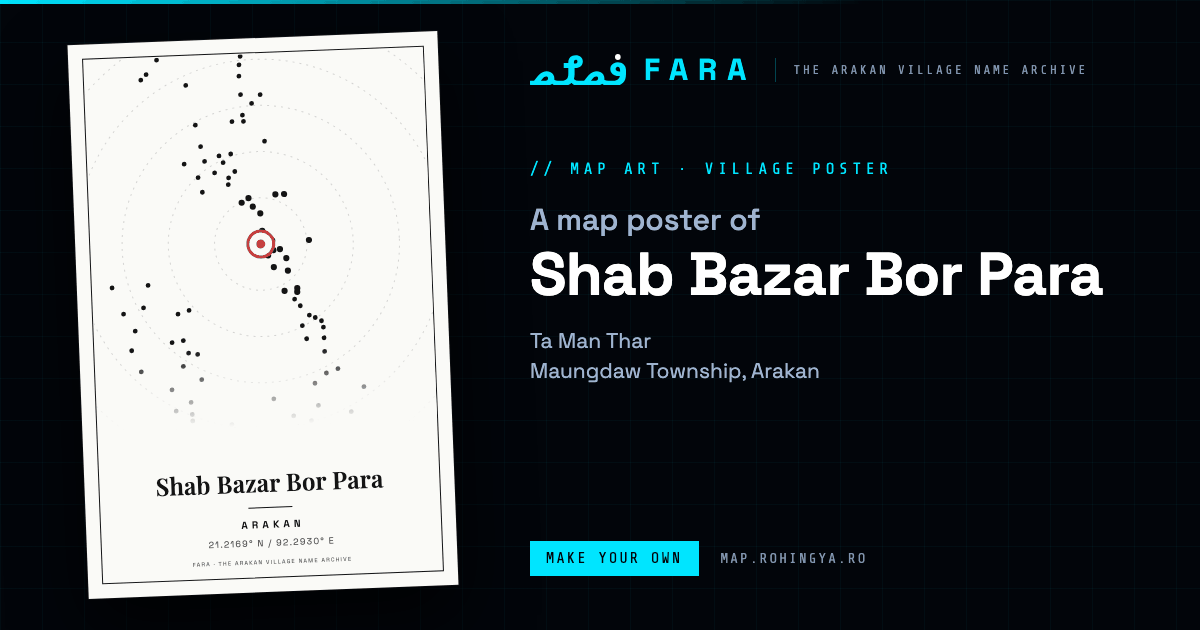 FARA
THE ARAKAN VILLAGE NAME ARCHIVE
// MAP ART · VILLAGE POSTER
A map poster of
Shab Bazar Bor Para
Ta Man Thar
Maungdaw Township, Arakan
MAKE YOUR OWN
MAP.ROHINGYA.RO
Shab Bazar Bor Para
ARAKAN
21.2169° N / 92.2930° E
FARA · THE ARAKAN VILLAGE NAME ARCHIVE